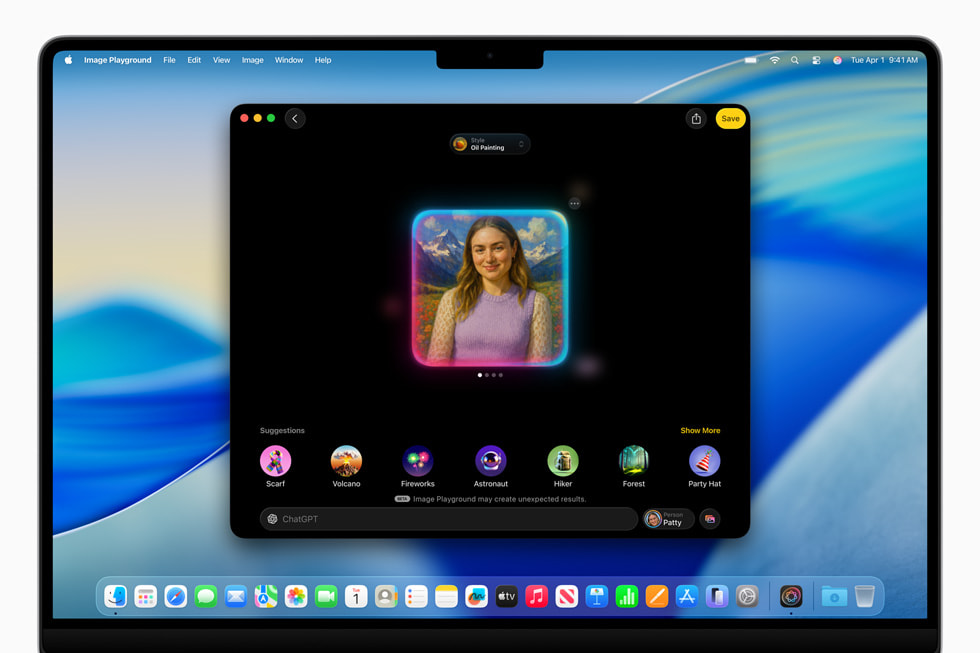 Image Playground File Edit View Image Window Help Tue Apr 1 9:41 AM
Save
Style
Oil Painting
Suggestions Show More
Scarf Volcano Fireworks Astronaut Hiker Forest Party Hat
BETA Image Playground may create unexpected results.
ChatGPT
Person
Patty
Tue
1
tv